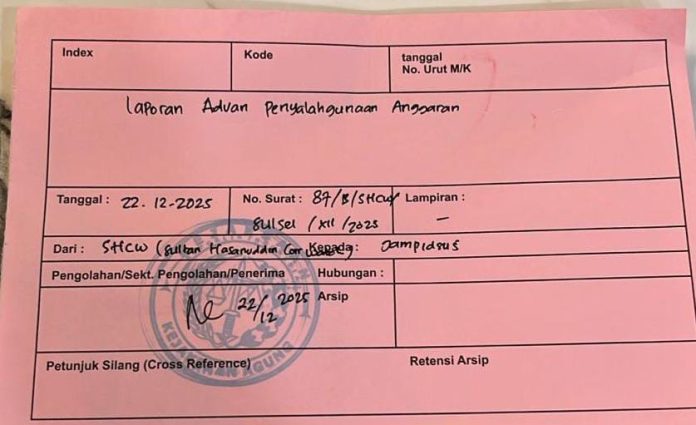 Index
Kode
tanggal
No. Urut M/K
Laporan Aduan Penyalahgunaan Anggaran
Tanggal : 22. 12-2025
No. Surat : 87/B/SHCW
Sulsel / XII / 2025
Lampiran :
-
Dari : SHCW (Sultan Hasanuddin
Kepada : Jampidsus
Pengolahan/Sekt. Pengolahan/Penerima
Hubungan :
22/12 2025
Arsip
KEJAKSAAN AGUNG
Petunjuk Silang (Cross Reference)
Retensi Arsip